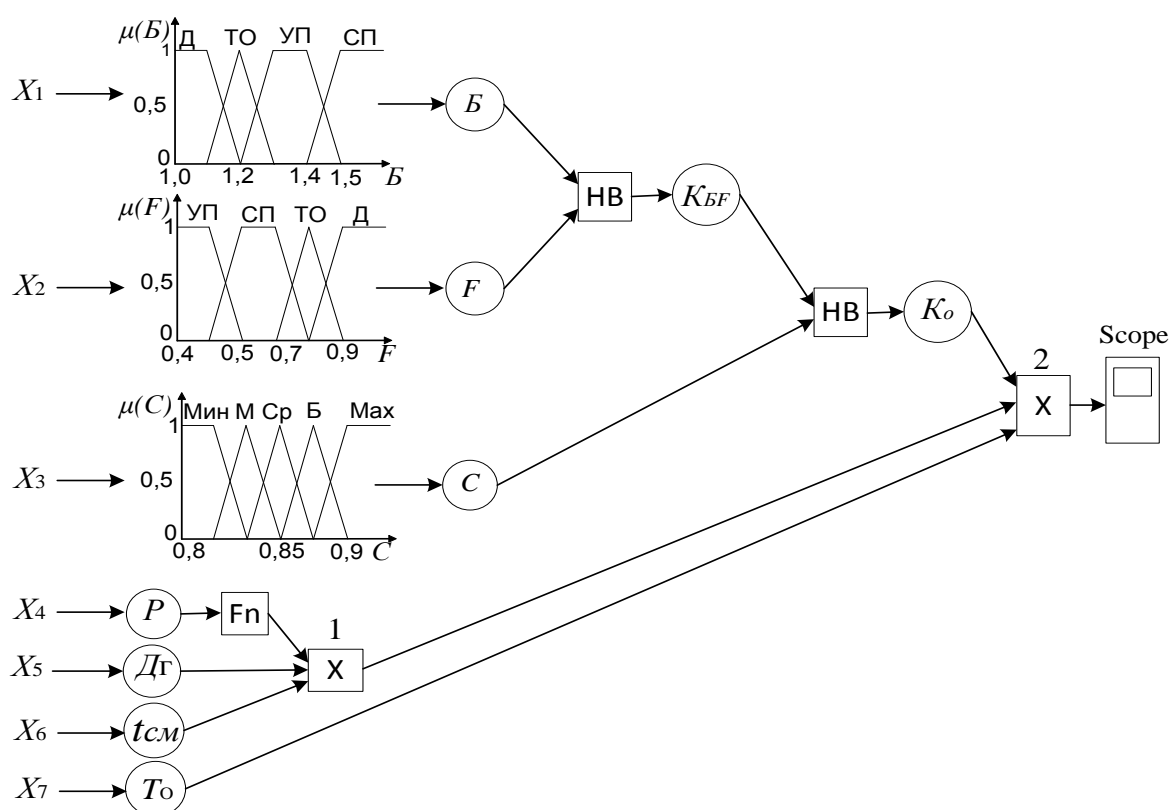 μ(Б)
1
Д ТО УП СП
X1
0,5
0
1,0 1,2 1,4 1,5 Б
Б
НВ
KБF
μ(F)
УП СП ТО Д
1
X2
0,5
0
0,4 0,5 0,7 0,9 F
F
НВ
Ko
Scope
2
X
μ(C)
Мин М Ср Б Мах
1
X3
0,5
0
0,8 0,85 0,9 C
C
X4
P
Fn
1
X
X5
ДГ
X6
tсм
X7
TO